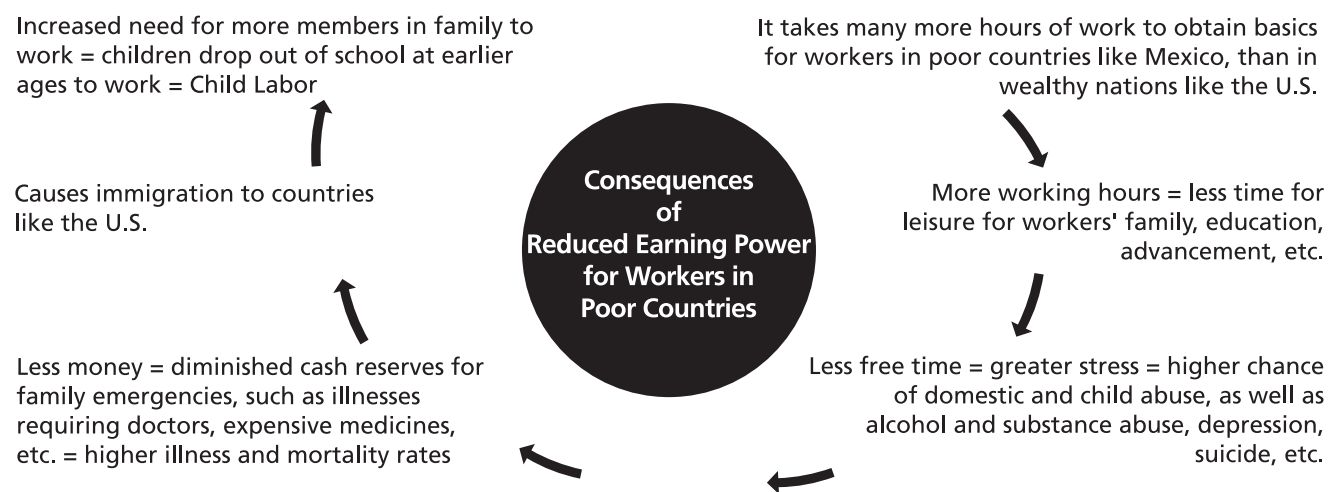 Consequences
of
Reduced Earning Power
for Workers in
Poor Countries
It takes many more hours of work to obtain basics
for workers in poor countries like Mexico, than in
wealthy nations like the U.S.
More working hours = less time for
leisure for workers' family, education,
advancement, etc.
Less free time = greater stress = higher chance
of domestic and child abuse, as well as
alcohol and substance abuse, depression,
suicide, etc.
Less money = diminished cash reserves for
family emergencies, such as illnesses
requiring doctors, expensive medicines,
etc. = higher illness and mortality rates
Causes immigration to countries
like the U.S.
Increased need for more members in family to
work = children drop out of school at earlier
ages to work = Child Labor